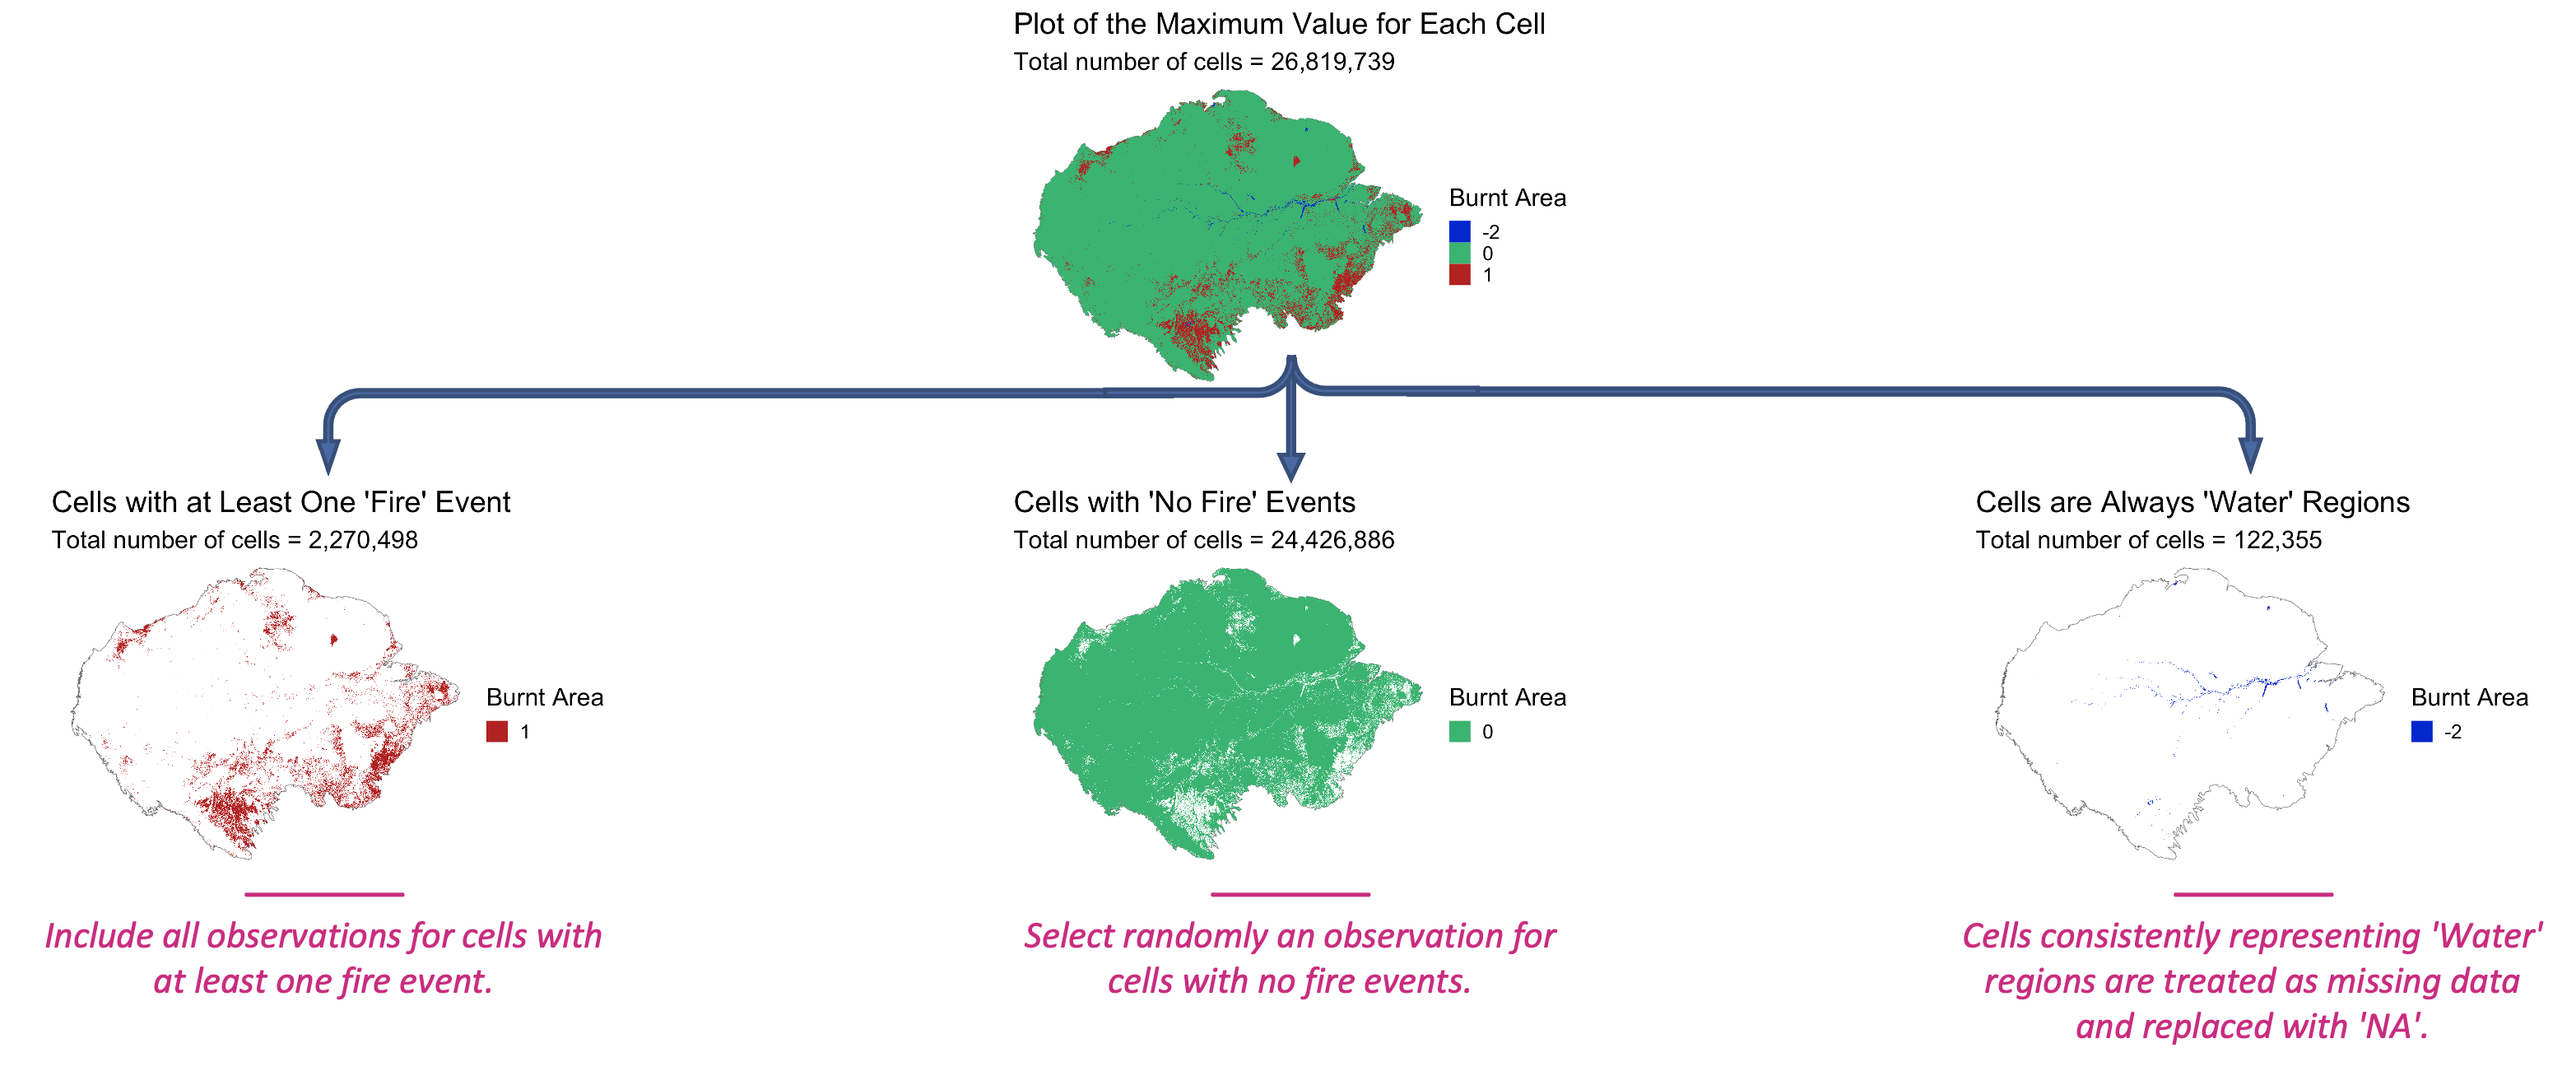 Plot of the Maximum Value for Each Cell
Total number of cells = 26,819,739
Burnt Area
-2
0
1
Cells with at Least One 'Fire' Event
Total number of cells = 2,270,498
Burnt Area
1
Include all observations for cells with
at least one fire event.
Cells with 'No Fire' Events
Total number of cells = 24,426,886
Burnt Area
0
Select randomly an observation for
cells with no fire events.
Cells are Always 'Water' Regions
Total number of cells = 122,355
Burnt Area
-2
Cells consistently representing 'Water'
regions are treated as missing data
and replaced with 'NA'.